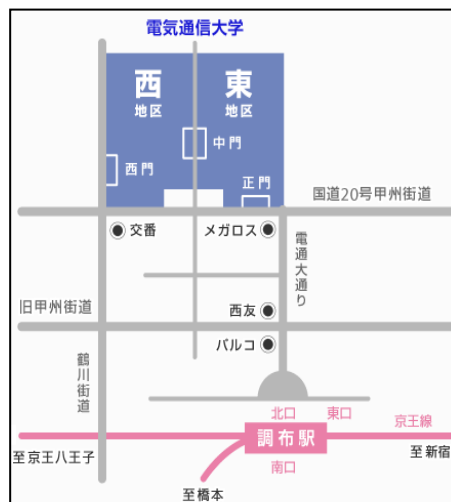 電気通信大学
西
地区
東
地区
中門
西門
正門
国道20号甲州街道
交番
メガロス
電通大通り
西友
旧甲州街道
パルコ
鶴川街道
北口
東口
京王線
調布駅
至京王八王子
至新宿
南口
至橋本